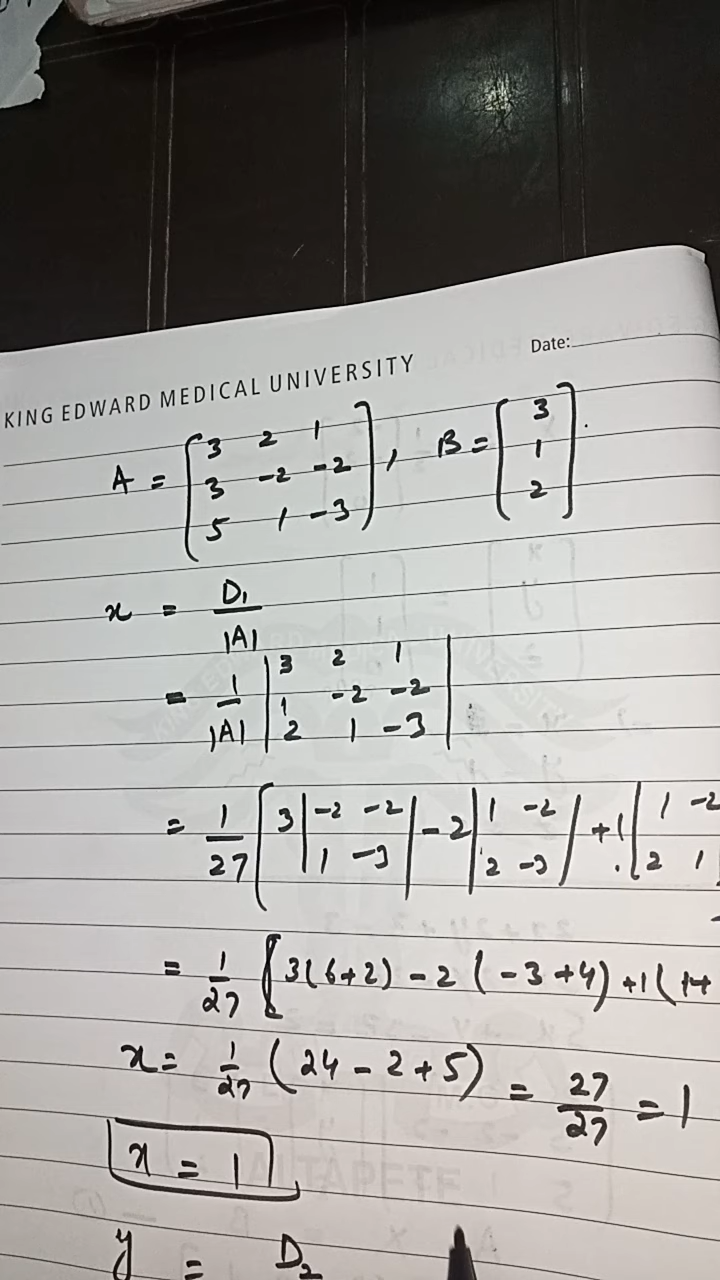 Date:
KING EDWARD MEDICAL UNIVERSITY
A = [3 2 1
3 -2 -2
5 1 -3], B = [3
1
2].
x = D₁/|A|
= 1/|A| |3 2 1
1 -2 -2
2 1 -3|
= 1/27 [3 |-2 -2
1 -3| -2 |1 -2
2 -3| +1 |1 -2
2 1|
= 1/27 [3(6+2) - 2(-3+4) +1(1+
x = 1/27 (24 - 2 + 5) = 27/27 = 1
x = 1
y = D₂